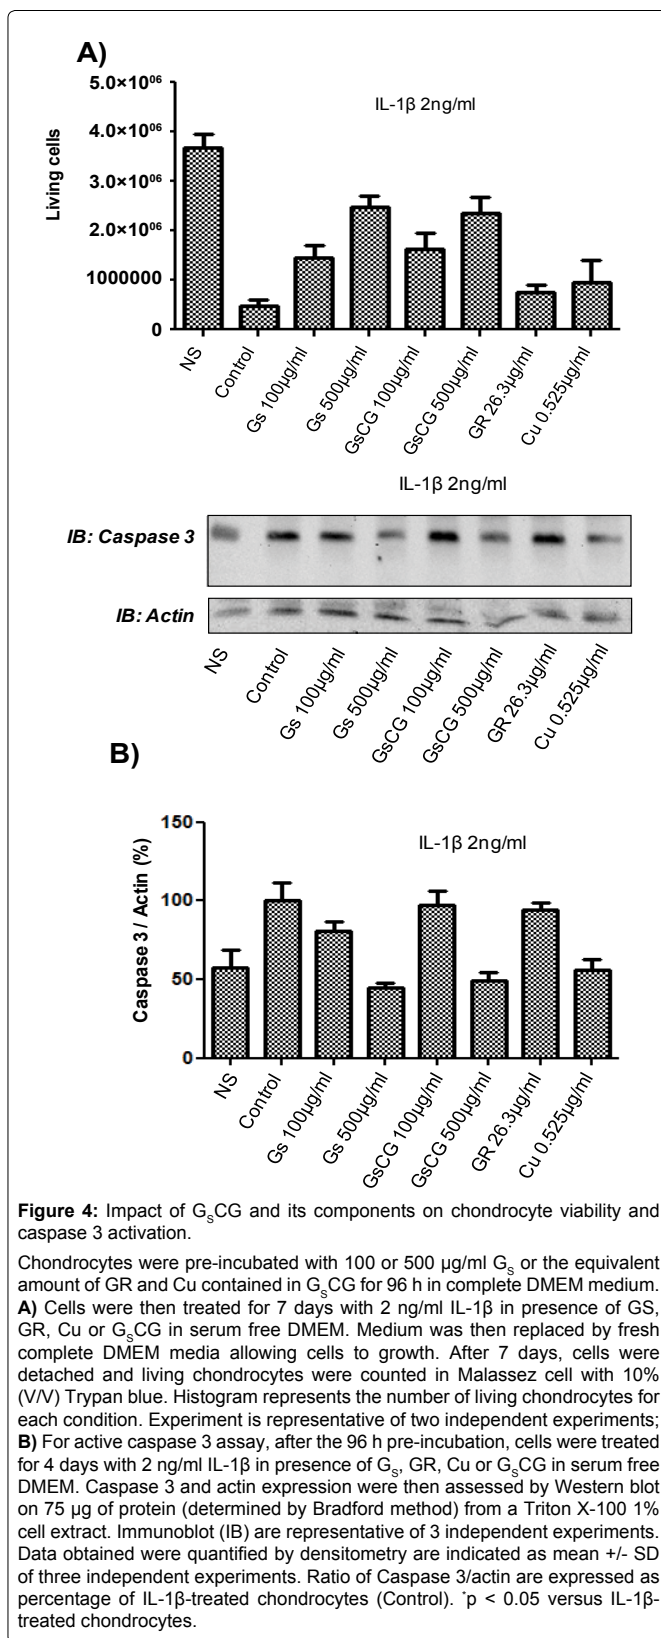 A)
IL-1β 2ng/ml
Living cells
5.0×10⁰⁶
4.0×10⁰⁶
3.0×10⁰⁶
2.0×10⁰⁶
1000000
0
NS
Control
Gs 100µg/ml
Gs 500µg/ml
GsCG 100µg/ml
GsCG 500µg/ml
GR 26.3µg/ml
Cu 0.525µg/ml
IL-1β 2ng/ml
IB: Caspase 3
IB: Actin
NS
Control
Gs 100µg/ml
Gs 500µg/ml
GsCG 100µg/ml
GsCG 500µg/ml
GR 26.3µg/ml
Cu 0.525µg/ml
B)
IL-1β 2ng/ml
Caspase 3 / Actin (%)
150
100
50
0
NS
Control
Gs 100µg/ml
Gs 500µg/ml
GsCG 100µg/ml
GsCG 500µg/ml
GR 26.3µg/ml
Cu 0.525µg/ml
Figure 4: Impact of GSCG and its components on chondrocyte viability and
caspase 3 activation.
Chondrocytes were pre-incubated with 100 or 500 µg/ml GS or the equivalent
amount of GR and Cu contained in GSCG for 96 h in complete DMEM medium.
A) Cells were then treated for 7 days with 2 ng/ml IL-1β in presence of GS,
GR, Cu or GSCG in serum free DMEM. Medium was then replaced by fresh
complete DMEM media allowing cells to growth. After 7 days, cells were
detached and living chondrocytes were counted in Malassez cell with 10%
(V/V) Trypan blue. Histogram represents the number of living chondrocytes for
each condition. Experiment is representative of two independent experiments;
B) For active caspase 3 assay, after the 96 h pre-incubation, cells were treated
for 4 days with 2 ng/ml IL-1β in presence of GS, GR, Cu or GSCG in serum free
DMEM. Caspase 3 and actin expression were then assessed by Western blot
on 75 µg of protein (determined by Bradford method) from a Triton X-100 1%
cell extract. Immunoblot (IB) are representative of 3 independent experiments.
Data obtained were quantified by densitometry are indicated as mean +/- SD
of three independent experiments. Ratio of Caspase 3/actin are expressed as
percentage of IL-1β-treated chondrocytes (Control). *p < 0.05 versus IL-1β-
treated chondrocytes.